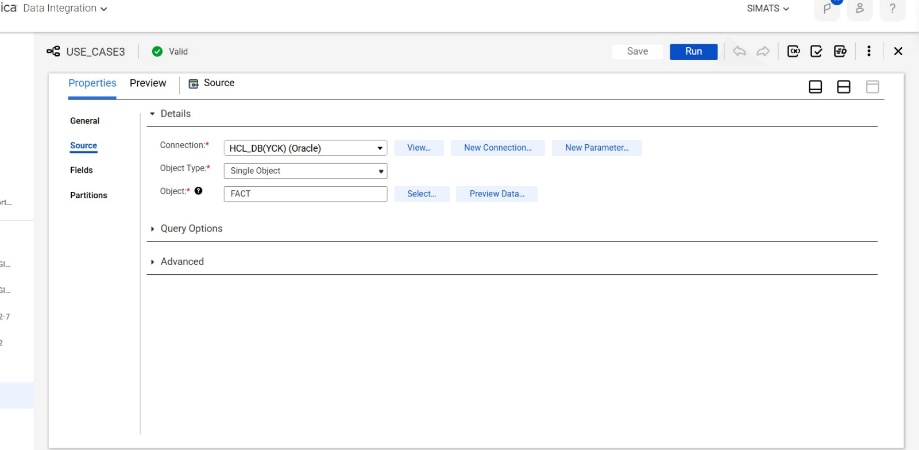 ica Data Integration SIMATS ?
USE_CASE3 Valid Save Run
Properties Preview Source
General
Source
Fields
Partitions
Details
Connection:* HCL_DB(YCK) (Oracle) View... New Connection... New Parameter...
Object Type:* Single Object
Object:* ? FACT Select... Preview Data...
Query Options
Advanced
rt...
GI...
GI...
2-7
2